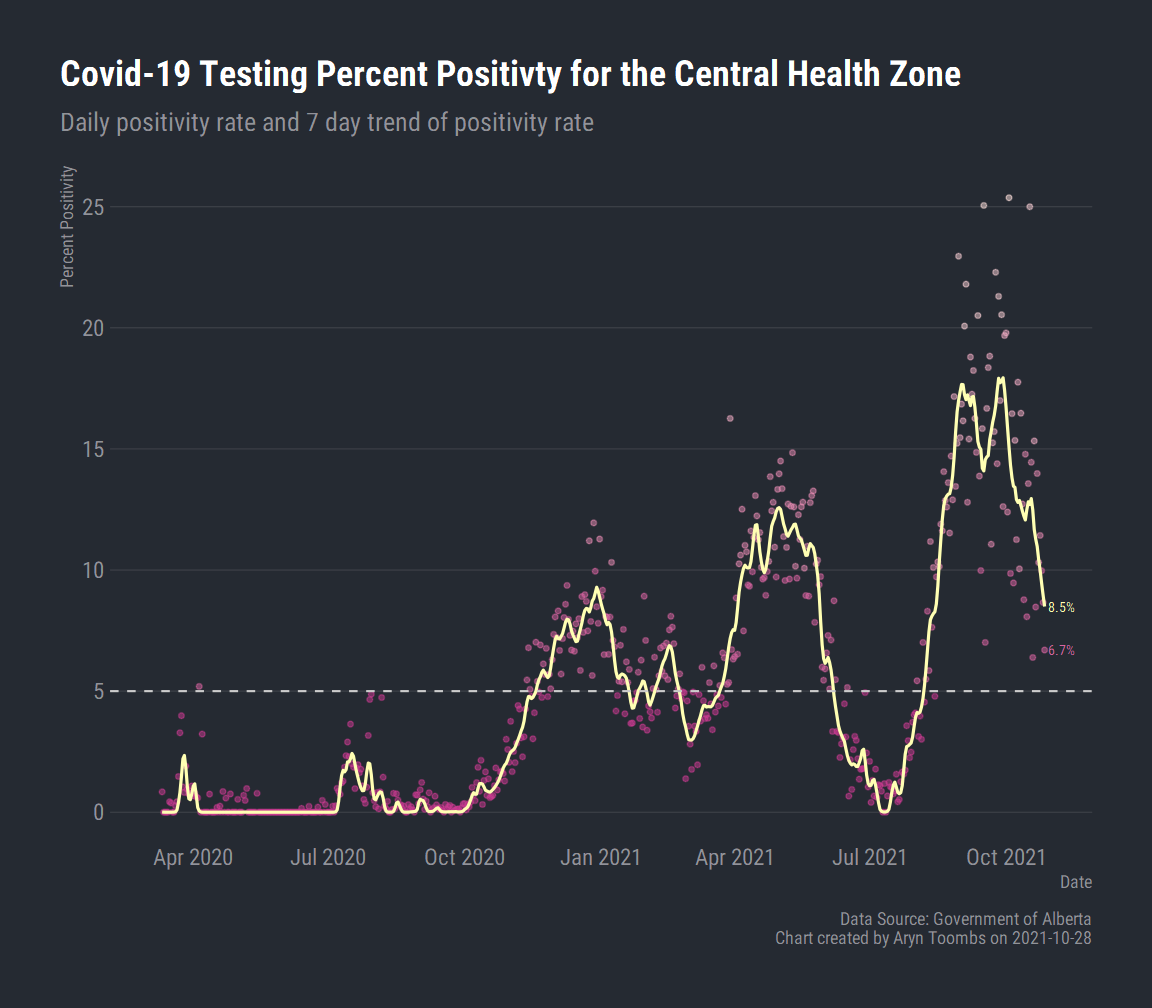 Covid-19 Testing Percent Positivty for the Central Health Zone
Daily positivity rate and 7 day trend of positivity rate
Percent Positivity
25
20
15
10
5
0
8.5%
6.7%
Apr 2020 Jul 2020 Oct 2020 Jan 2021 Apr 2021 Jul 2021 Oct 2021
Date
Data Source: Government of Alberta
Chart created by Aryn Toombs on 2021-10-28